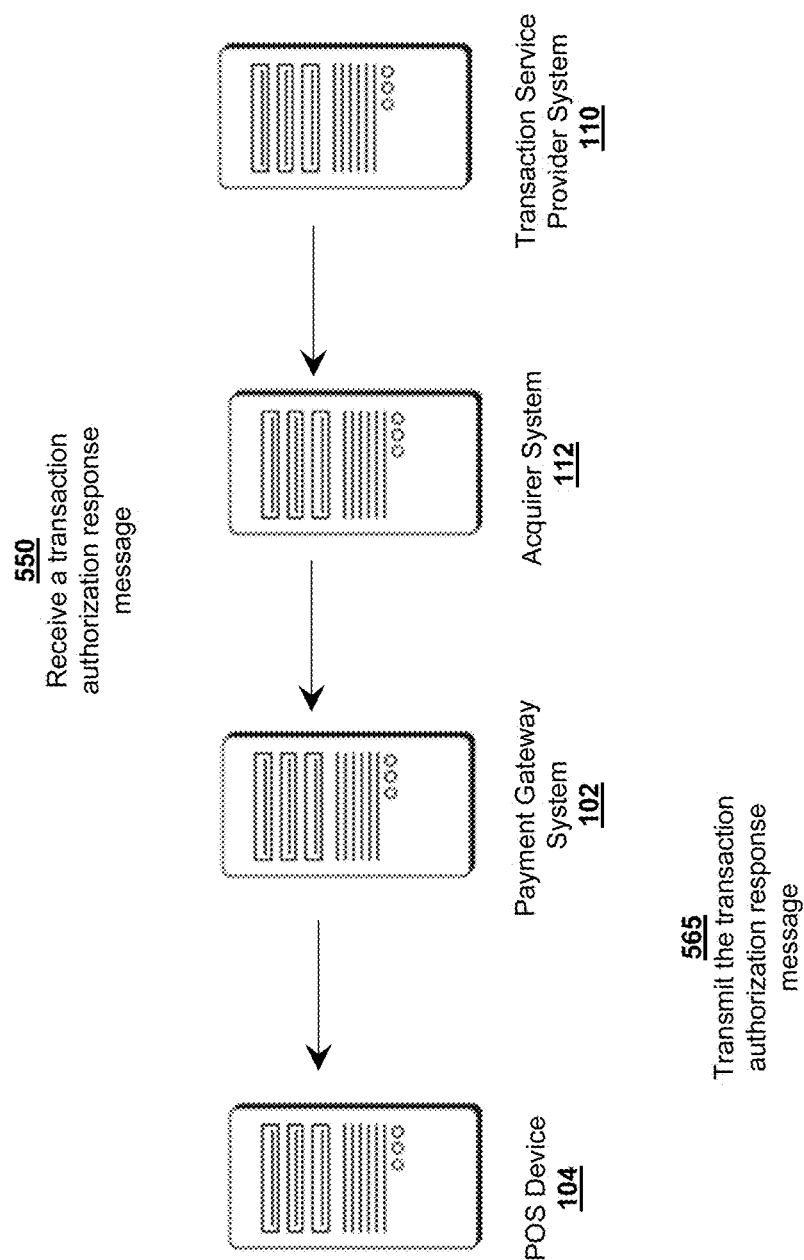 550
Receive a transaction
authorization response
message
POS Device
104
Payment Gateway
System
102
Acquirer System
112
Transaction Service
Provider System
110
565
Transmit the transaction
authorization response
message